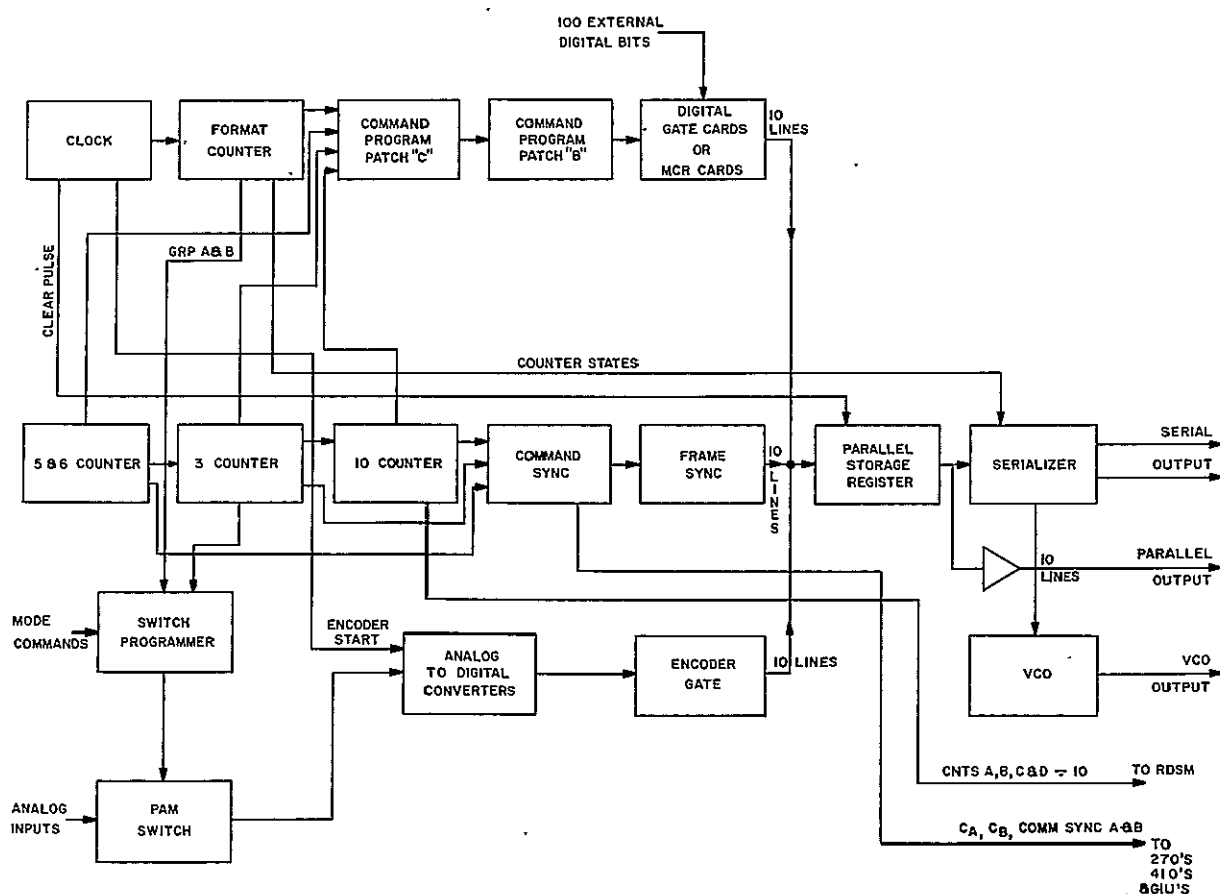 100 EXTERNAL
DIGITAL BITS
CLOCK
FORMAT
COUNTER
COMMAND
PROGRAM
PATCH "C"
COMMAND
PROGRAM
PATCH "B"
DIGITAL
GATE CARDS
OR
MCR CARDS
10
LINES
CLEAR PULSE
GRP A & B
COUNTER STATES
5 & 6 COUNTER
3 COUNTER
10 COUNTER
COMMAND
SYNC
FRAME
SYNC
10
LINES
PARALLEL
STORAGE
REGISTER
SERIALIZER
SERIAL
OUTPUT
10
LINES
PARALLEL
OUTPUT
MODE
COMMANDS
SWITCH
PROGRAMMER
ENCODER
START
ANALOG
TO DIGITAL
CONVERTERS
ENCODER
GATE
10 LINES
VCO
VCO
OUTPUT
ANALOG
INPUTS
PAM
SWITCH
CNTS A, B, C & D ÷ 10
TO RDSM
CA, CB, COMM SYNC A & B
TO
270'S
410'S
& GIU'S